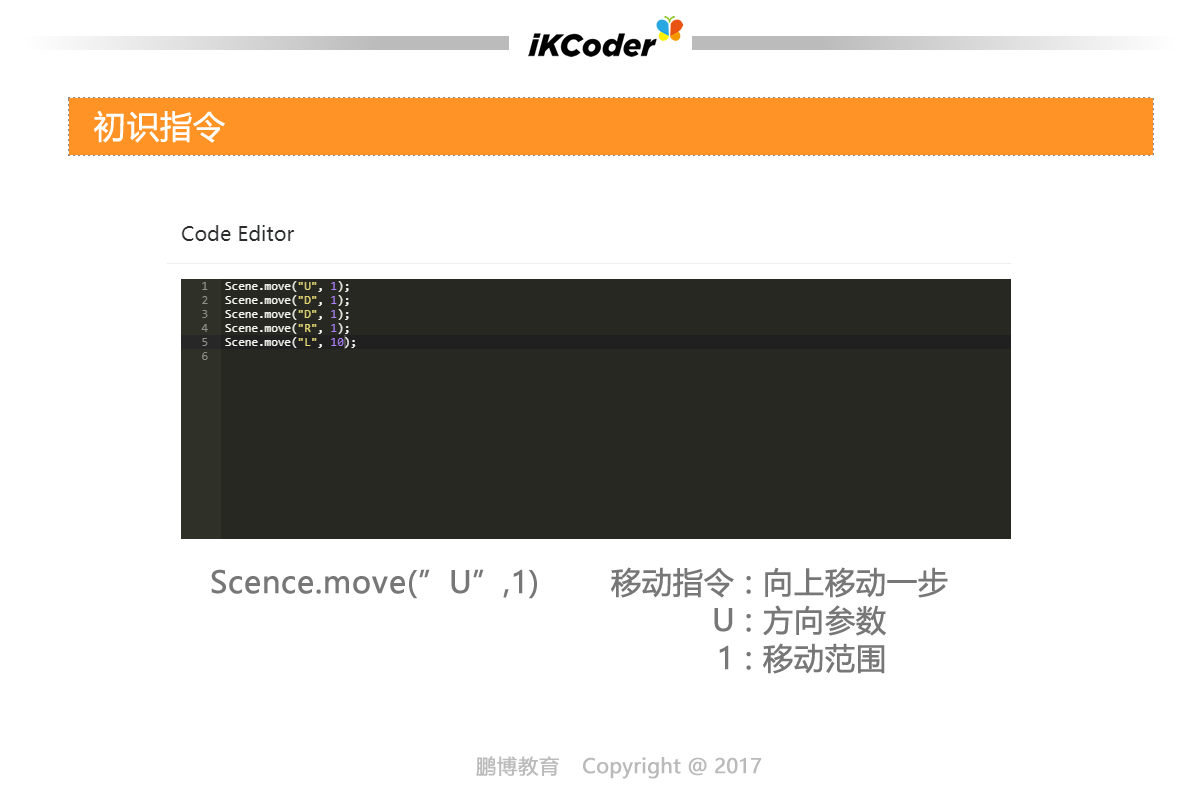 iKCoder
初识指令
Code Editor
1 Scene.move("U", 1);
2 Scene.move("D", 1);
3 Scene.move("D", 1);
4 Scene.move("R", 1);
5 Scene.move("L", 10);
6
Scence.move(” U” ,1) 移动指令：向上移动一步
U：方向参数
1：移动范围
鹏博教育 Copyright @ 2017